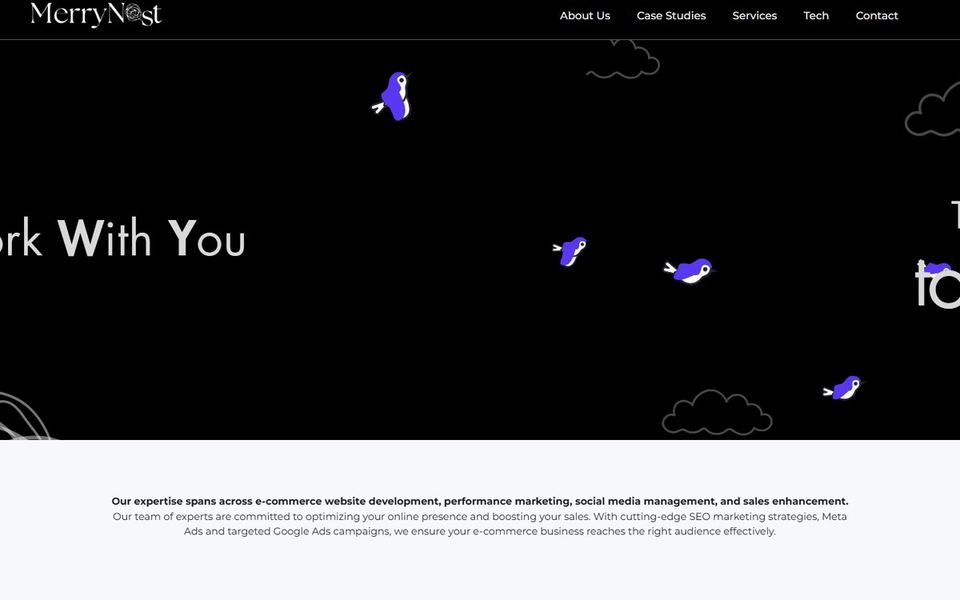 MerryNest
About Us
Case Studies
Services
Tech
Contact
With You
to
Our expertise spans across e-commerce website development, performance marketing, social media management, and sales enhancement.
Our team of experts are committed to optimizing your online presence and boosting your sales. With cutting-edge SEO marketing strategies, Meta
Ads and targeted Google Ads campaigns, we ensure your e-commerce business reaches the right audience effectively.